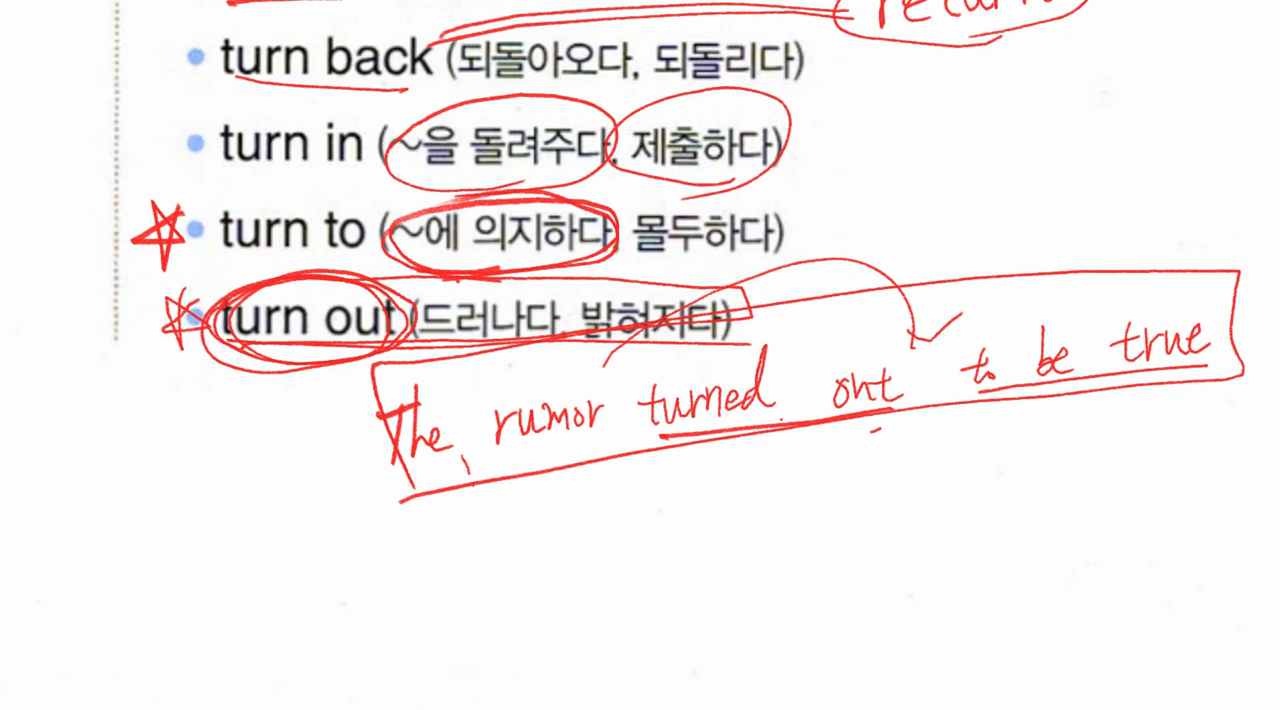 return
• turn back (되돌아오다, 되돌리다)
• turn in (~을 돌려주다, 제출하다)
• turn to (~에 의지하다, 몰두하다)
• turn out (드러나다, 밝혀지다)
The rumor turned out to be true